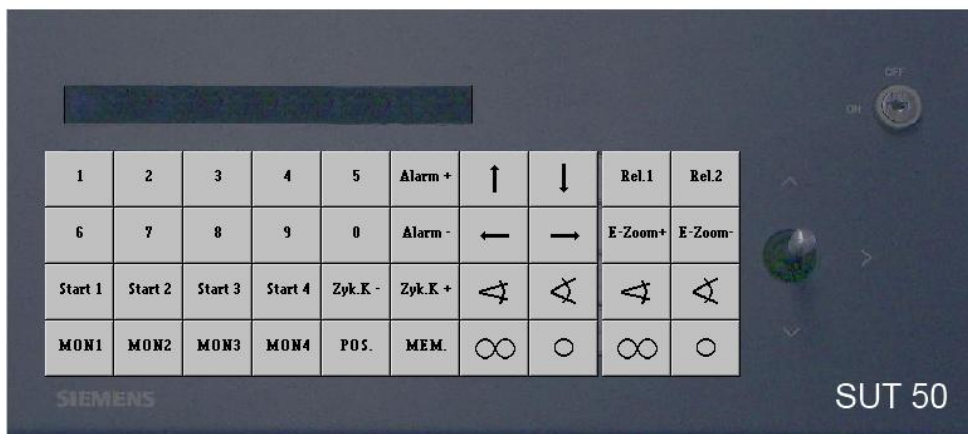 OFF
ON
1 2 3 4 5 Alarm + ↑ ↓ Rel.1 Rel.2
6 7 8 9 0 Alarm - ← → E-Zoom+ E-Zoom-
Start 1 Start 2 Start 3 Start 4 Zyk.K - Zyk.K +
MON1 MON2 MON3 MON4 POS. MEM.
SIEMENS
SUT 50